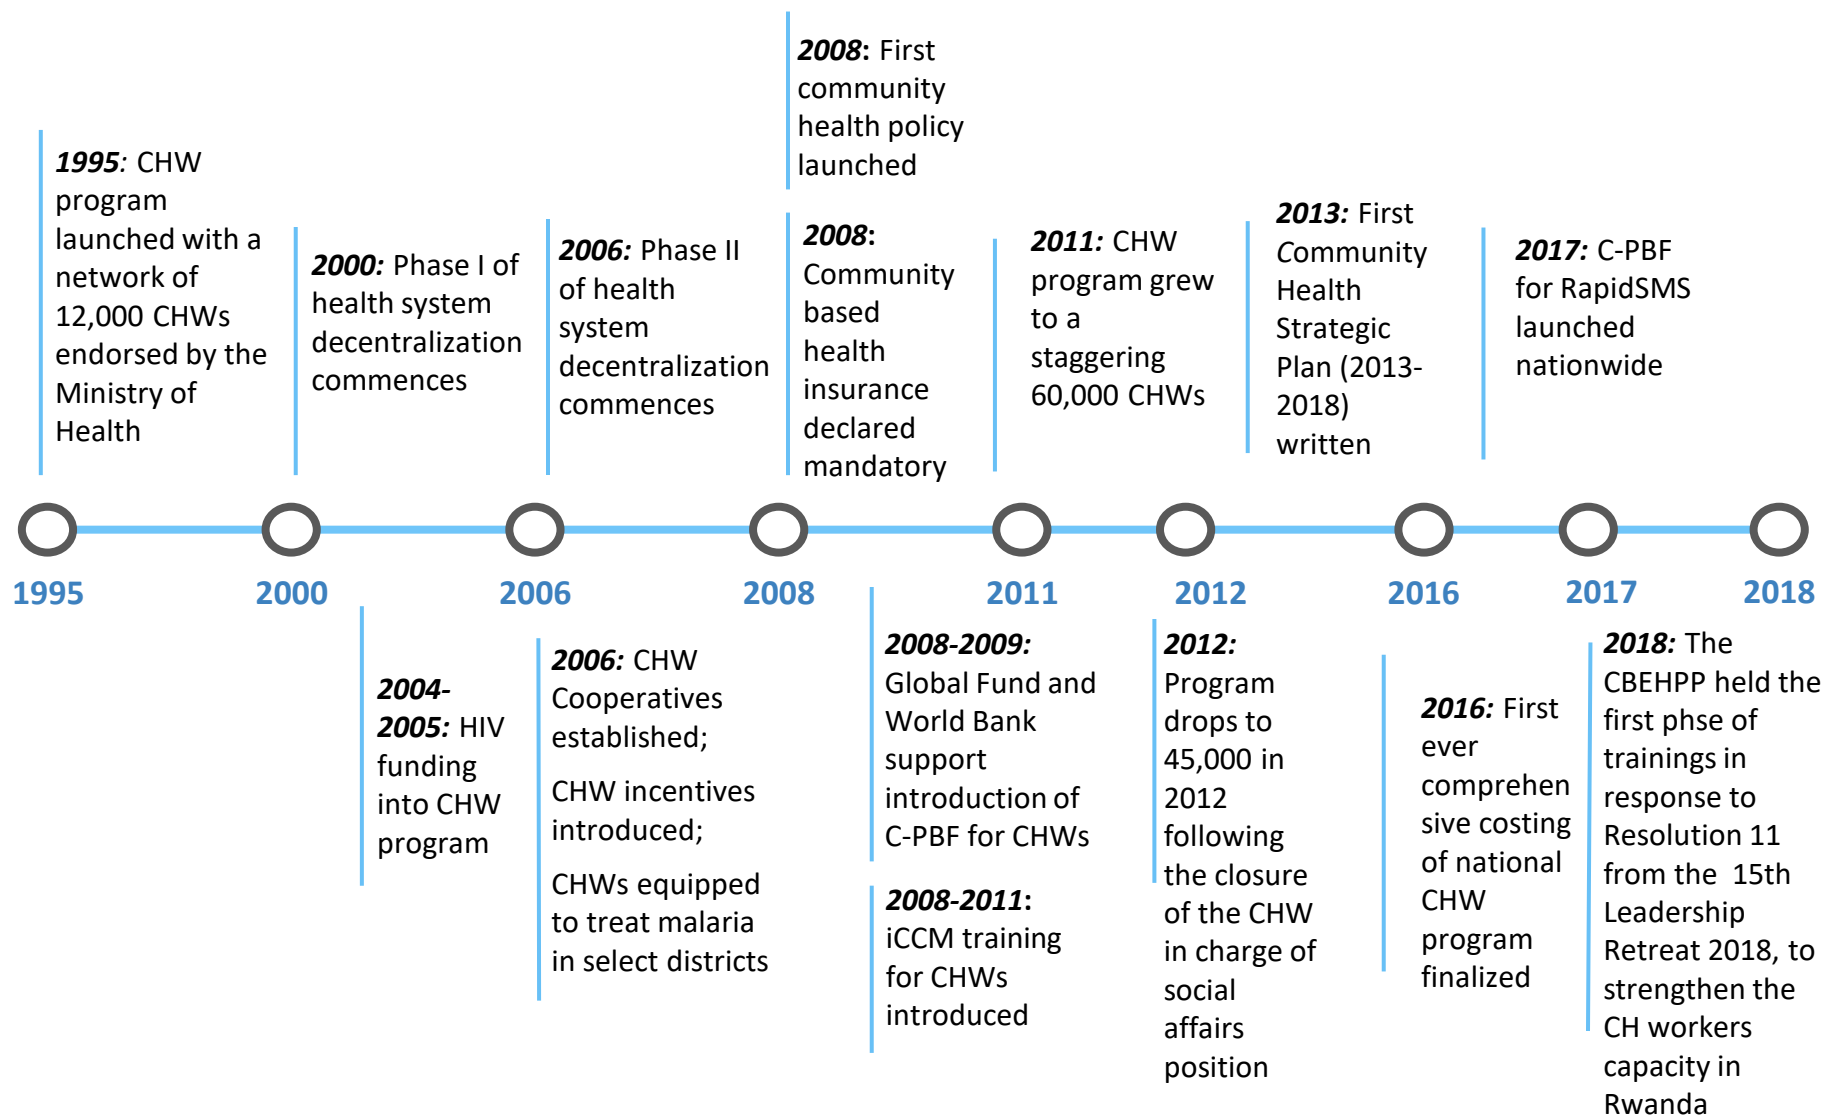 2008: First
community
health policy
launched
1995: CHW
program
launched with a
network of
12,000 CHWs
endorsed by the
Ministry of
Health
2000: Phase I of
health system
decentralization
commences
2006: Phase II
of health
system
decentralization
commences
2008:
Community
based
health
insurance
declared
mandatory
2011: CHW
program grew
to a
staggering
60,000 CHWs
2013: First
Community
Health
Strategic
Plan (2013-
2018)
written
2017: C-PBF
for RapidSMS
launched
nationwide
1995
2000
2006
2008
2011
2012
2016
2017
2018
2004-
2005: HIV
funding
into CHW
program
2006: CHW
Cooperatives
established;
CHW incentives
introduced;
CHWs equipped
to treat malaria
in select districts
2008-2009:
Global Fund and
World Bank
support
introduction of
C-PBF for CHWs
2008-2011:
iCCM training
for CHWs
introduced
2012:
Program
drops to
45,000 in
2012
following
the closure
of the CHW
in charge of
social
affairs
position
2016: First
ever
comprehen
sive costing
of national
CHW
program
finalized
2018: The
CBEHPP held the
first phse of
trainings in
response to
Resolution 11
from the 15th
Leadership
Retreat 2018, to
strengthen the
CH workers
capacity in
Rwanda